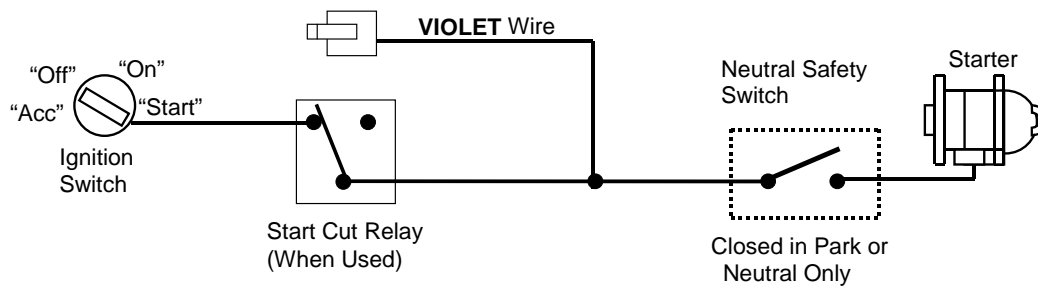 VIOLET Wire
“Off”
“On”
“Acc”
“Start”
Ignition
Switch
Start Cut Relay
(When Used)
Neutral Safety
Switch
Closed in Park or
Neutral Only
Starter